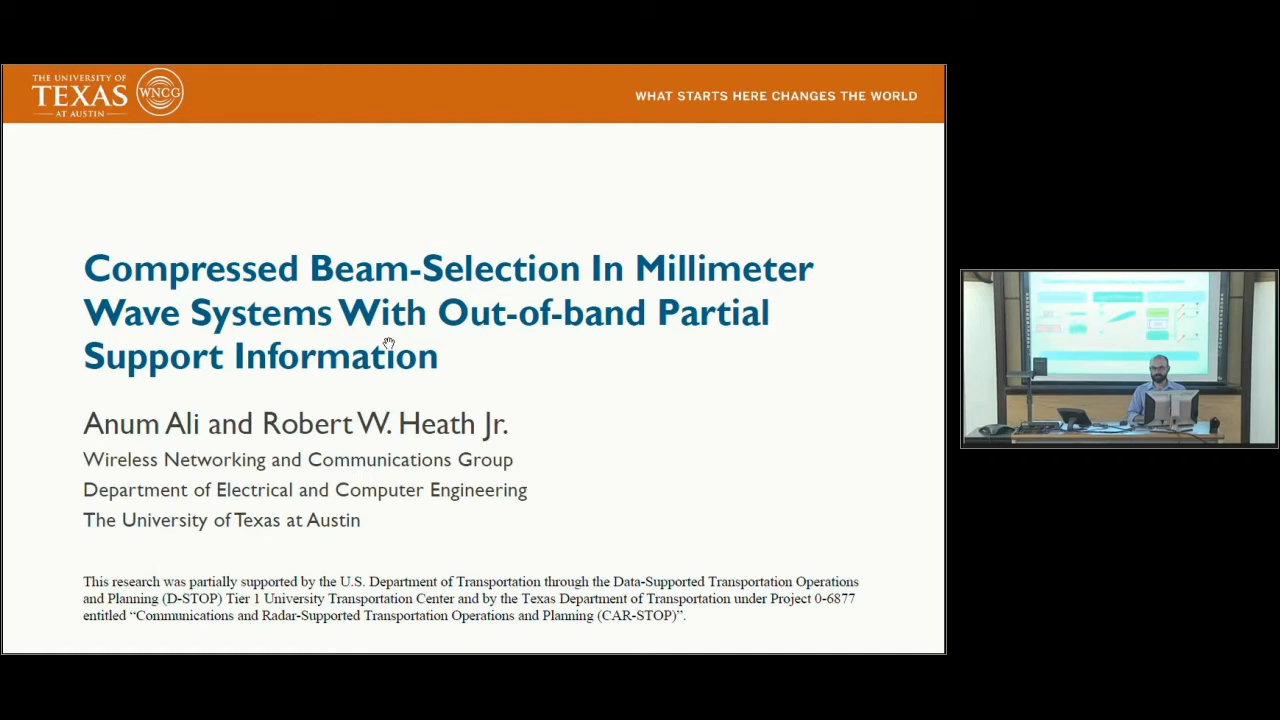 THE UNIVERSITY OF
TEXAS
AT AUSTIN
WNCG
WHAT STARTS HERE CHANGES THE WORLD
Compressed Beam-Selection In Millimeter
Wave Systems With Out-of-band Partial
Support Information
Anum Ali and Robert W. Heath Jr.
Wireless Networking and Communications Group
Department of Electrical and Computer Engineering
The University of Texas at Austin
This research was partially supported by the U.S. Department of Transportation through the Data-Supported Transportation Operations
and Planning (D-STOP) Tier 1 University Transportation Center and by the Texas Department of Transportation under Project 0-6877
entitled “Communications and Radar-Supported Transportation Operations and Planning (CAR-STOP)”.